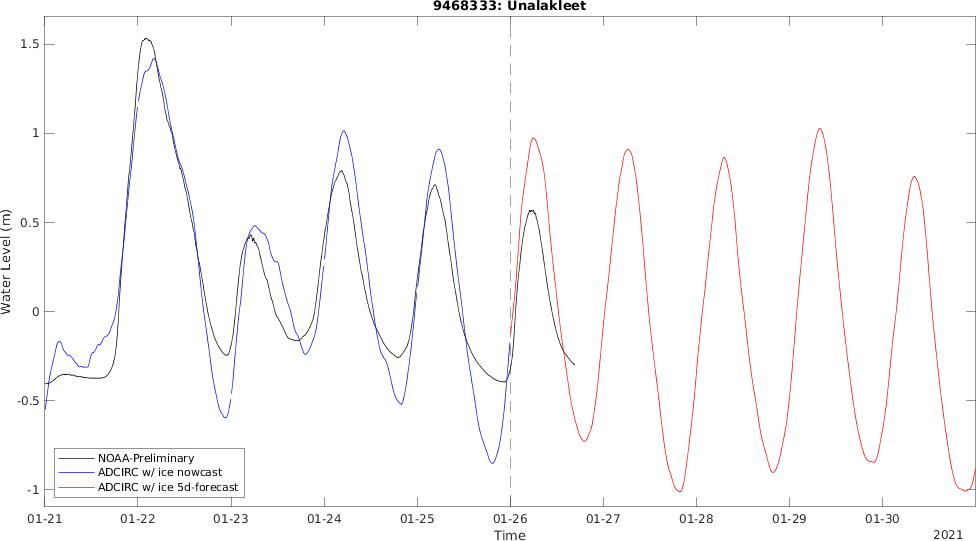 9468333: Unalakleet
Water Level (m)
1.5
1
0.5
0
-0.5
-1
NOAA-Preliminary
ADCIRC w/ ice nowcast
ADCIRC w/ ice 5d-forecast
01-21 01-22 01-23 01-24 01-25 01-26 01-27 01-28 01-29 01-30
Time
2021